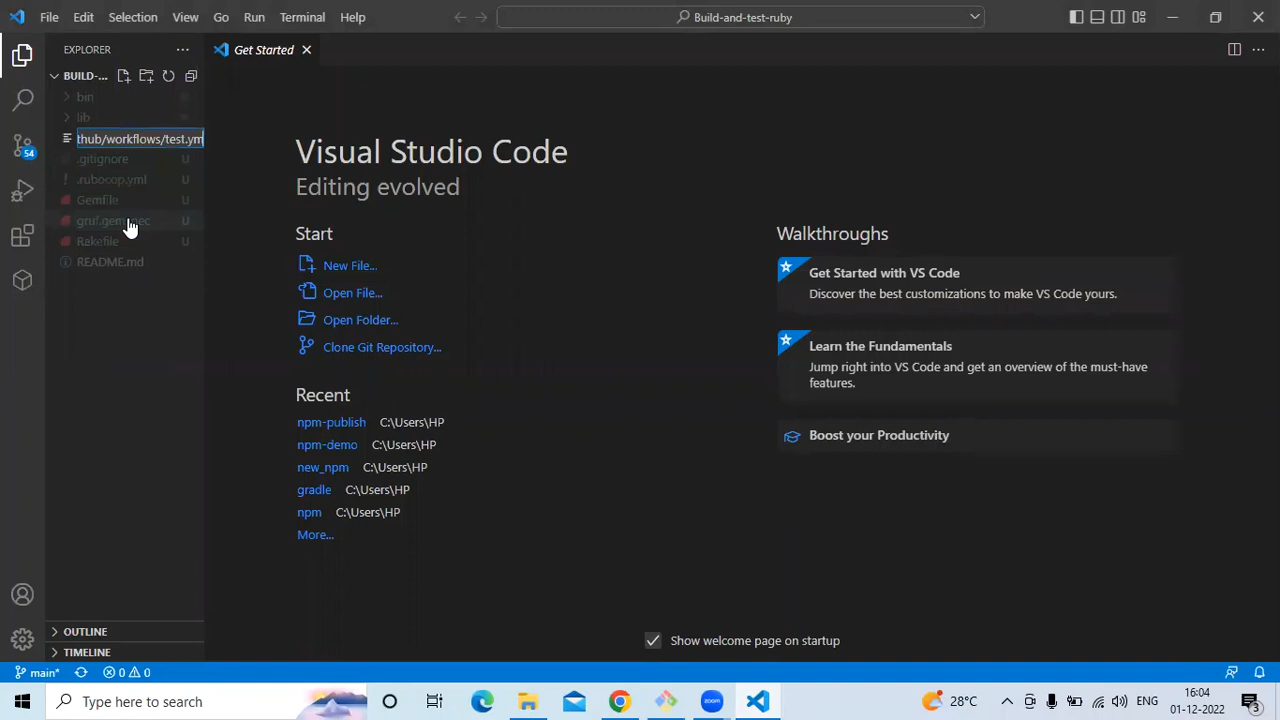 File Edit Selection View Go Run Terminal Help
Build-and-test-ruby
EXPLORER
Get Started
BUILD-...
bin
lib
thub/workflows/test.ym
.gitignore U
.rubocop.yml U
Gemfile U
gruf.gemspec U
Rakefile U
README.md
54
Visual Studio Code
Editing evolved
Start
New File...
Open File...
Open Folder...
Clone Git Repository...
Recent
npm-publish C:\Users\HP
npm-demo C:\Users\HP
new_npm C:\Users\HP
gradle C:\Users\HP
npm C:\Users\HP
More...
Walkthroughs
Get Started with VS Code
Discover the best customizations to make VS Code yours.
Learn the Fundamentals
Jump right into VS Code and get an overview of the must-have
features.
Boost your Productivity
Show welcome page on startup
OUTLINE
TIMELINE
main* 0 0
Type here to search
zoom
28°C
ENG
16:04
01-12-2022
3